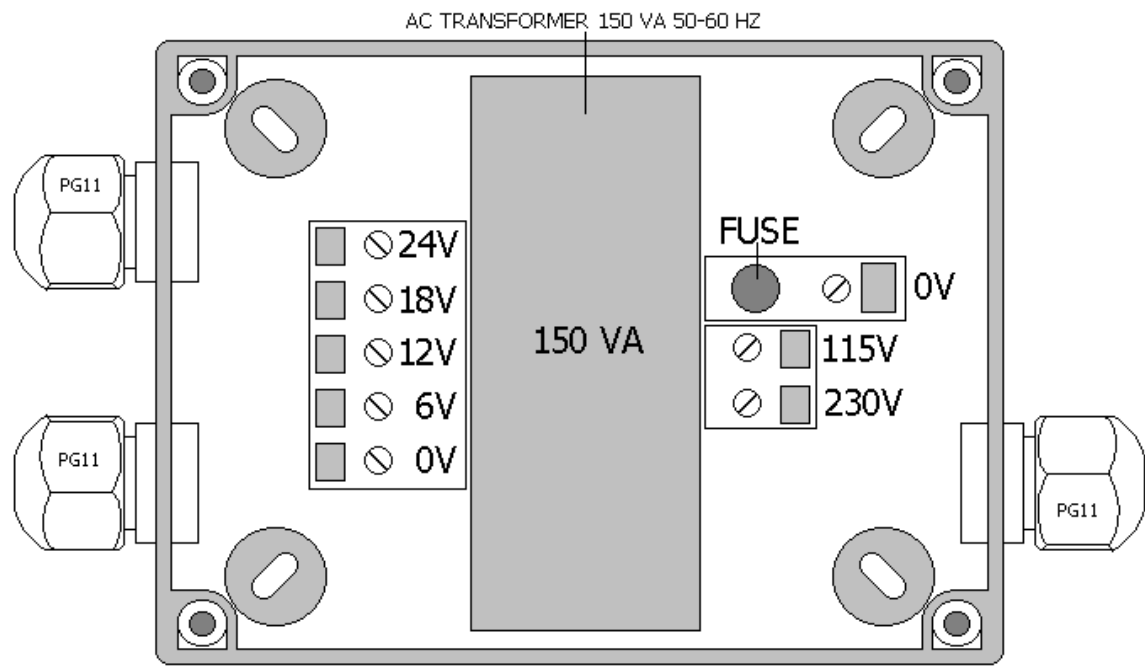 AC TRANSFORMER 150 VA 50-60 HZ
PG11
FUSE
24V
0V
18V
150 VA
115V
12V
6V
230V
PG11
0V
PG11